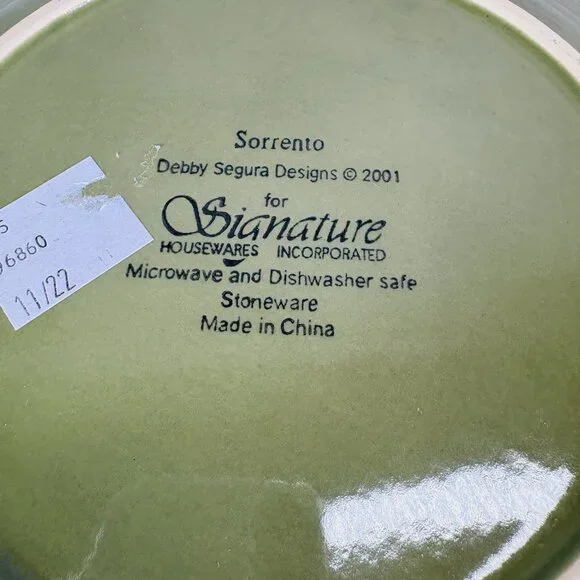 Sorrento
Debby Segura Designs © 2001
for
Signature
HOUSEWARES INCORPORATED
Microwave and Dishwasher safe
Stoneware
Made in China
11/22